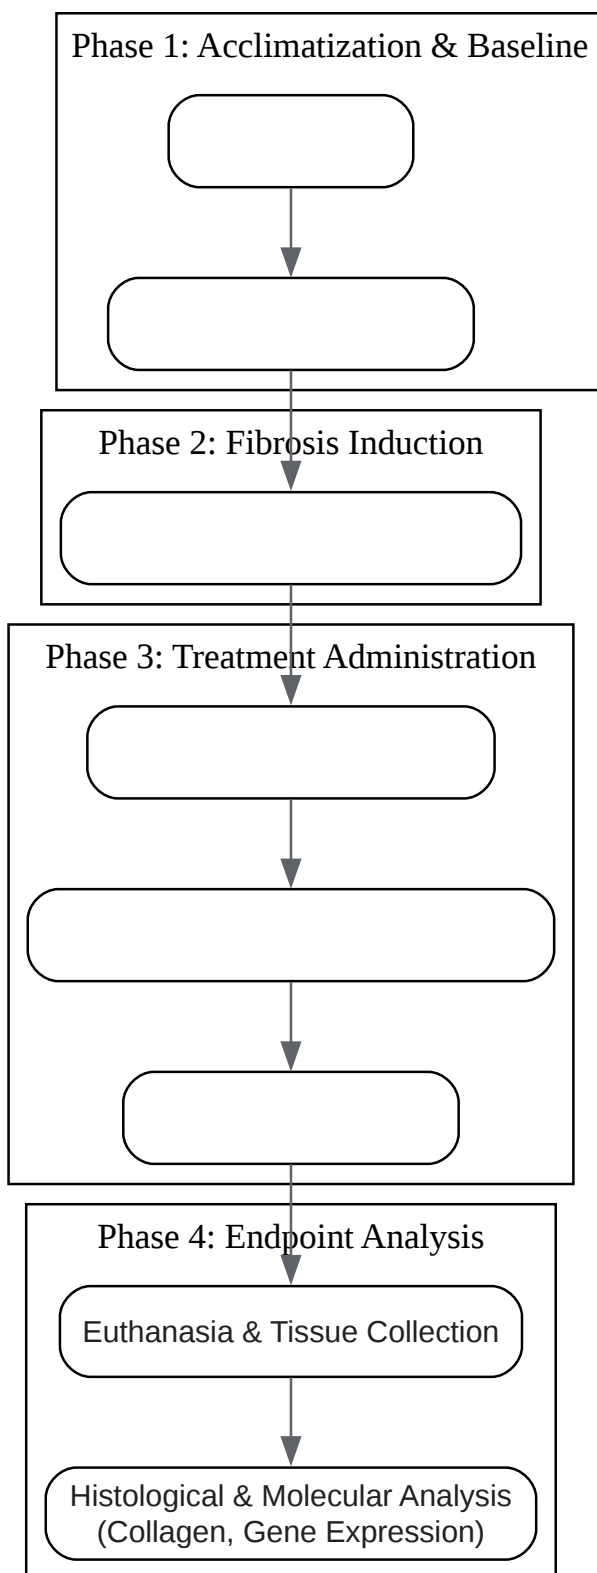 Phase 1: Acclimatization & Baseline
Phase 2: Fibrosis Induction
Phase 3: Treatment Administration
Phase 4: Endpoint Analysis
Euthanasia & Tissue Collection
Histological & Molecular Analysis
(Collagen, Gene Expression)